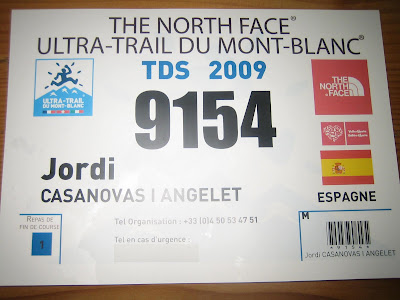 THE NORTH FACE®
ULTRA-TRAIL DU MONT-BLANC®
TDS 2009
ULTRA-TRAIL
DU MONT-BLANC
9154
THE
NORTH
FACE
Jordi
CASANOVAS I ANGELET
ESPAGNE
REPAS DE
FIN DE COURSE
1
Tel Organisation : +33 (0)4 50 53 47 51
Tel en cas d'urgence :
M
Jordi CASANOVAS I ANGELET